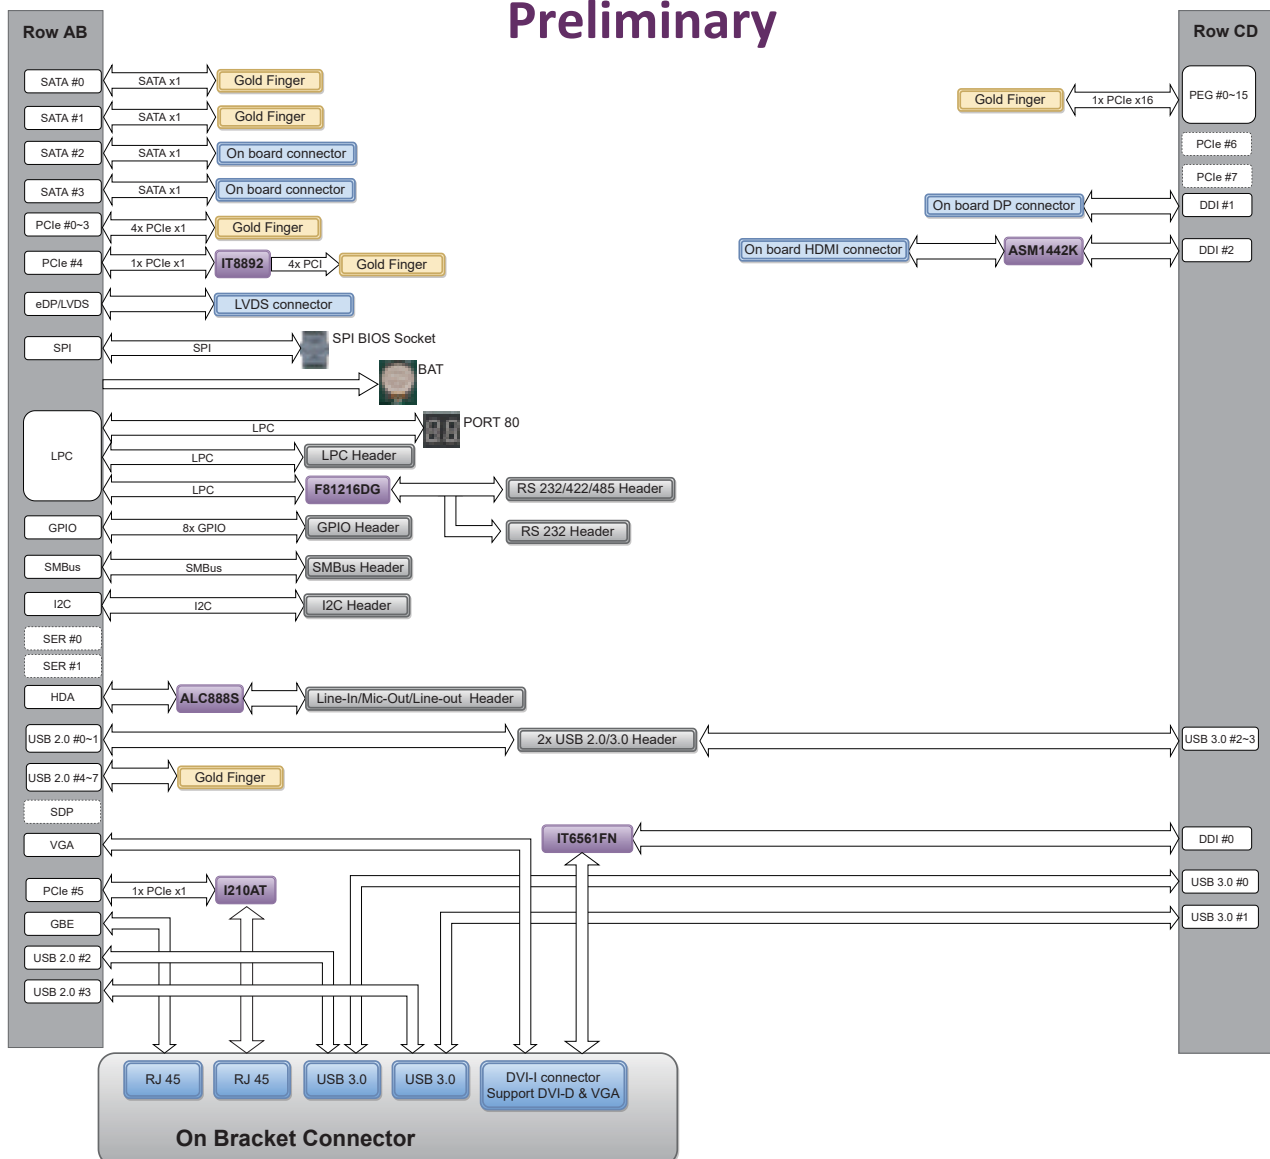 Preliminary
Row AB
Row CD
SATA #0
SATA x1
Gold Finger
Gold Finger
1x PCIe x16
PEG #0~15
SATA #1
SATA x1
Gold Finger
PCIe #6
SATA #2
SATA x1
On board connector
PCIe #7
SATA #3
SATA x1
On board connector
On board DP connector
DDI #1
PCIe #0~3
4x PCIe x1
Gold Finger
On board HDMI connector
ASM1442K
DDI #2
PCIe #4
1x PCIe x1
IT8892
4x PCI
Gold Finger
eDP/LVDS
LVDS connector
SPI
SPI
SPI BIOS Socket
BAT
LPC
LPC
PORT 80
LPC
LPC Header
LPC
F81216DG
RS 232/422/485 Header
RS 232 Header
GPIO
8x GPIO
GPIO Header
SMBus
SMBus
SMBus Header
I2C
I2C
I2C Header
SER #0
SER #1
HDA
ALC888S
Line-In/Mic-Out/Line-out Header
USB 2.0 #0~1
2x USB 2.0/3.0 Header
USB 3.0 #2~3
USB 2.0 #4~7
Gold Finger
SDP
VGA
IT6561FN
DDI #0
PCIe #5
1x PCIe x1
I210AT
USB 3.0 #0
GBE
USB 3.0 #1
USB 2.0 #2
USB 2.0 #3
RJ 45
RJ 45
USB 3.0
USB 3.0
DVI-I connector
Support DVI-D & VGA
On Bracket Connector